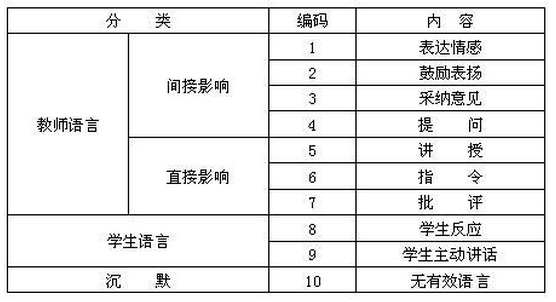 分 类 编码 内 容
1 表达情感
2 鼓励表扬
间接影响
3 采纳意见
4 提 问
教师语言
5 讲 授
直接影响 6 指 令
7 批 评
8 学生反应
学生语言
9 学生主动讲话
沉 默 10 无有效语言